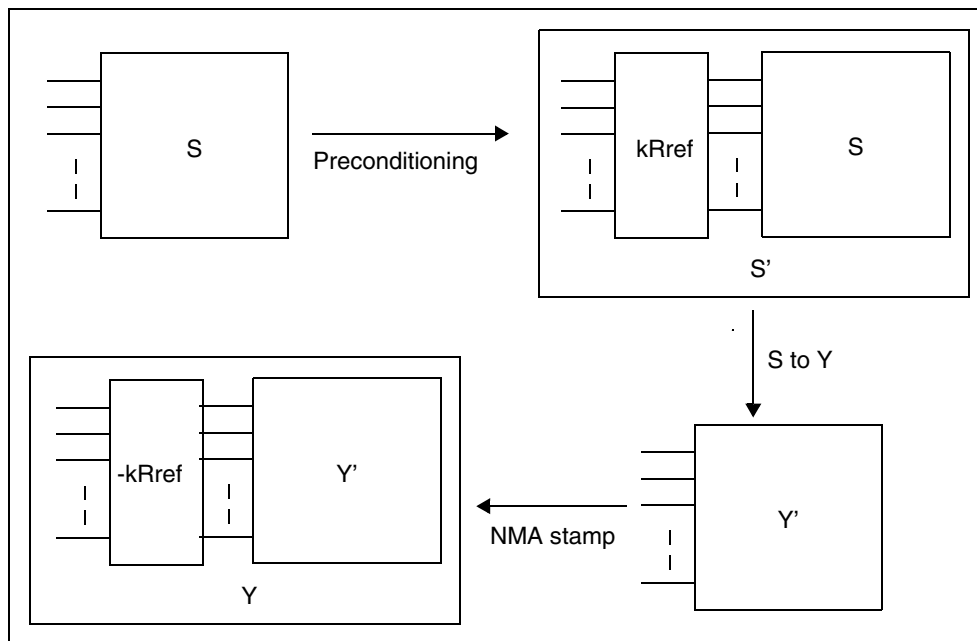 S
Preconditioning
kRref
S
S’
S to Y
Y’
NMA stamp
-kRref
Y’
Y